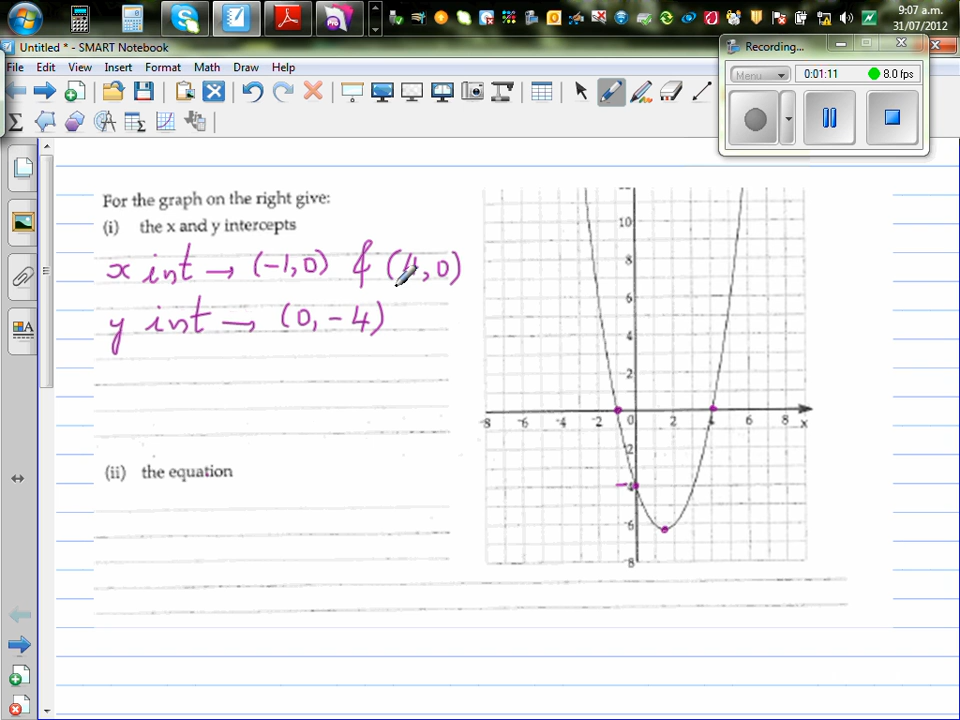 9:07 a.m.
31/07/2012
Untitled * - SMART Notebook
Recording...
File Edit View Insert Format Math Draw Help
Menu 0:01:11 8.0 fps
For the graph on the right give:
(i) the x and y intercepts
x int → (-1,0) & (4,0)
y int → (0,-4)
(ii) the equation
10
8
6
4
2
-8 -6 -4 -2 0 2 4 6 8 x
-2
-4
-6
-8